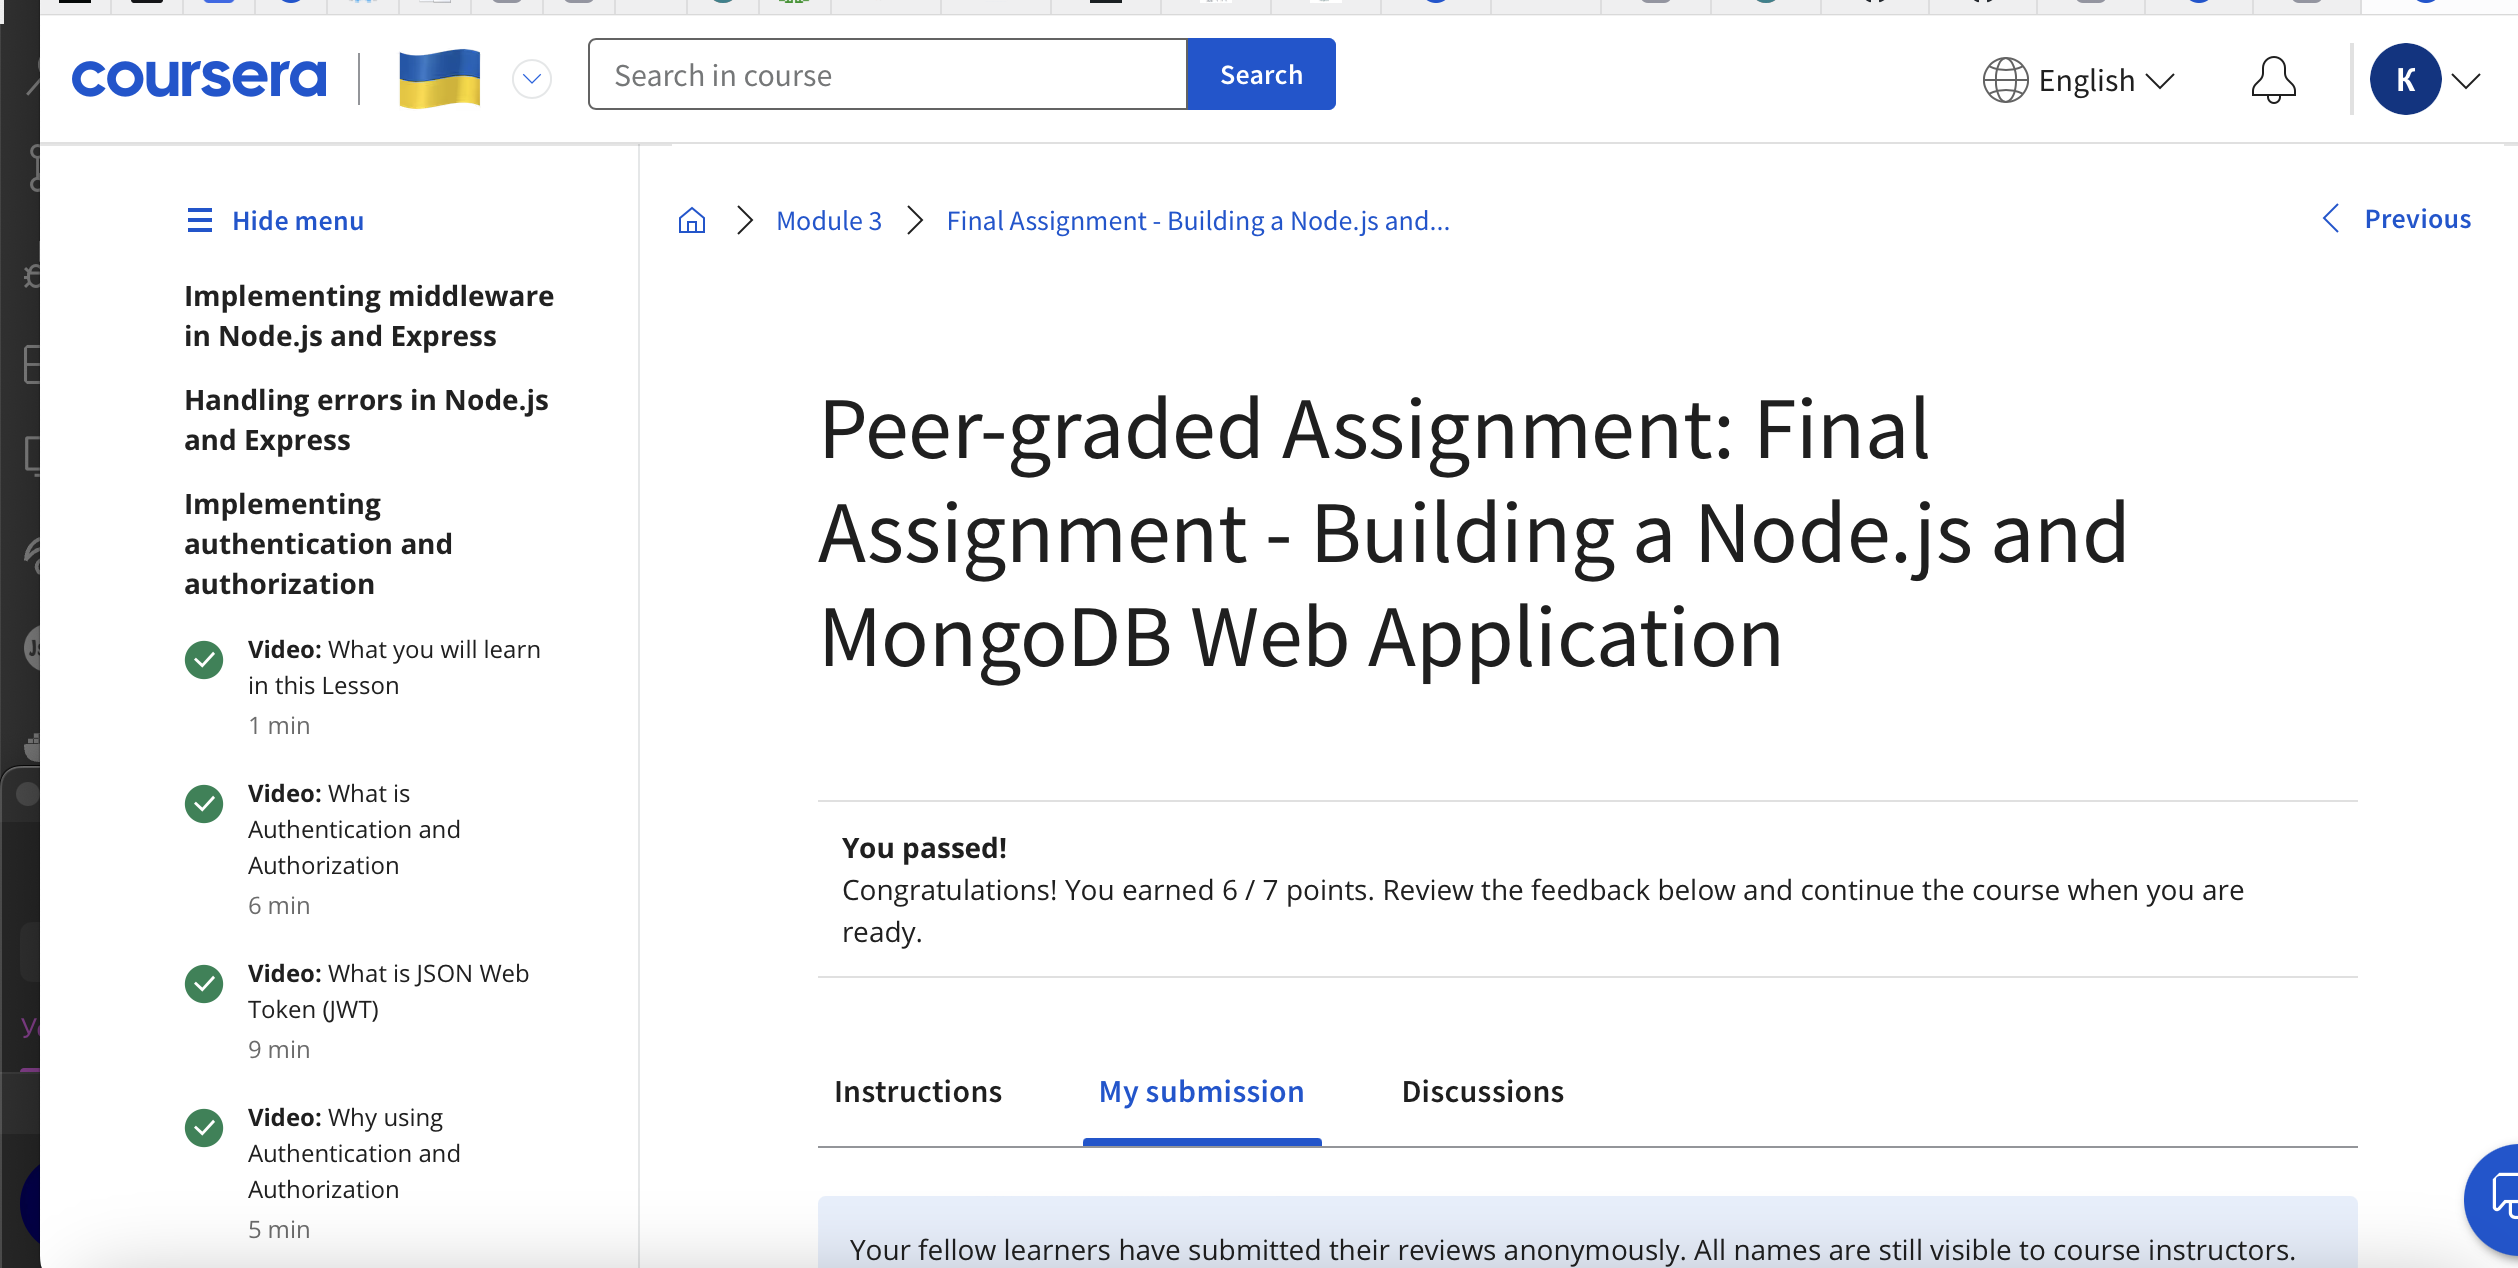 coursera
Search in course
Search
English
K
Hide menu
Module 3
Final Assignment - Building a Node.js and...
Previous
Implementing middleware
in Node.js and Express
Handling errors in Node.js
and Express
Implementing
authentication and
authorization
Video: What you will learn
in this Lesson
1 min
Video: What is
Authentication and
Authorization
6 min
Video: What is JSON Web
Token (JWT)
9 min
Video: Why using
Authentication and
Authorization
5 min
Peer-graded Assignment: Final
Assignment - Building a Node.js and
MongoDB Web Application
You passed!
Congratulations! You earned 6 / 7 points. Review the feedback below and continue the course when you are
ready.
Instructions
My submission
Discussions
Your fellow learners have submitted their reviews anonymously. All names are still visible to course instructors.